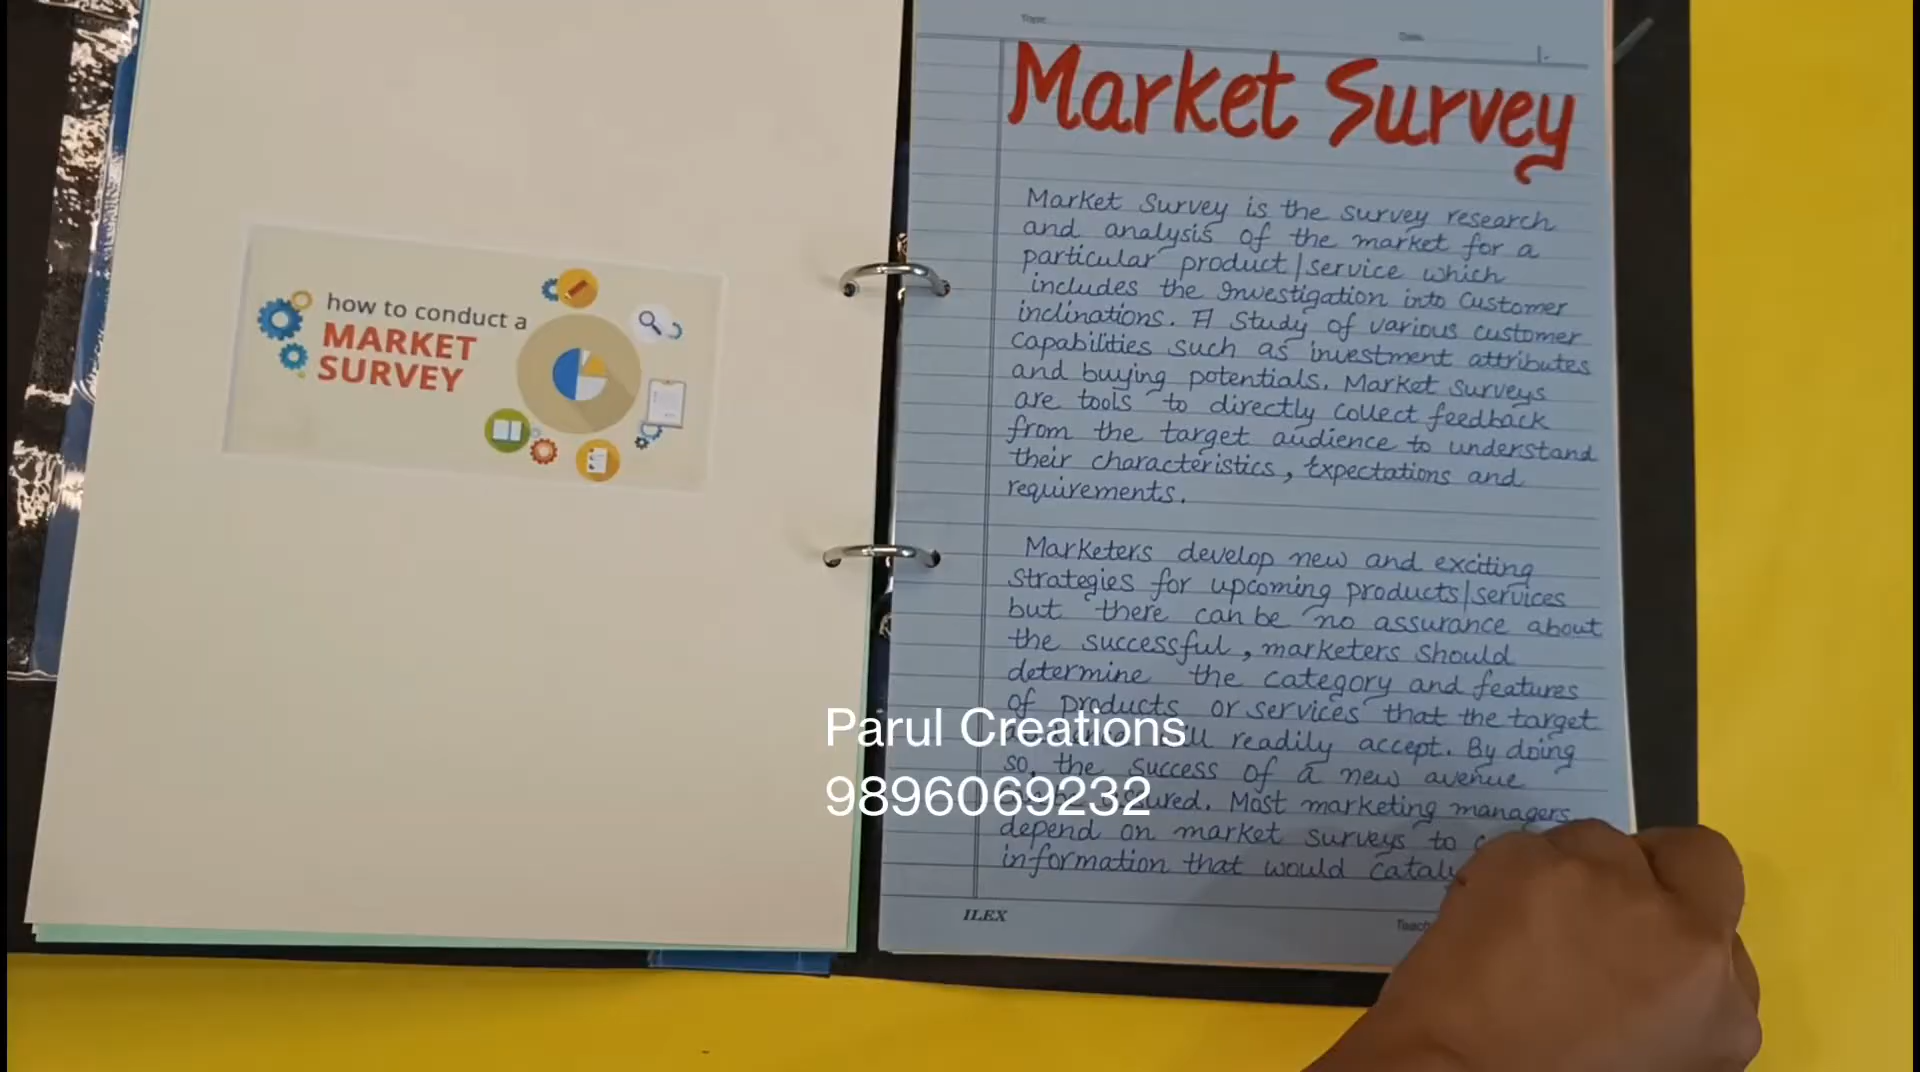 how to conduct a
MARKET
SURVEY
Topic
Date
1.
Market Survey
Market Survey is the survey research
and analysis of the market for a
particular product/service which
includes the Investigation into Customer
inclinations. A Study of various customer
capabilities such as investment attributes
and buying potentials. Market Surveys
are tools to directly collect feedback
from the target audience to understand
their characteristics, Expectations and
requirements.
Marketers develop new and exciting
strategies for upcoming products/services
but there can be no assurance about
the successful, marketers should
determine the category and features
of products or services that the target
will readily accept. By doing
so, the success of a new avenue
Most marketing managers
depend on market surveys to
information that would
ILEX
Parul Creations
9896069232